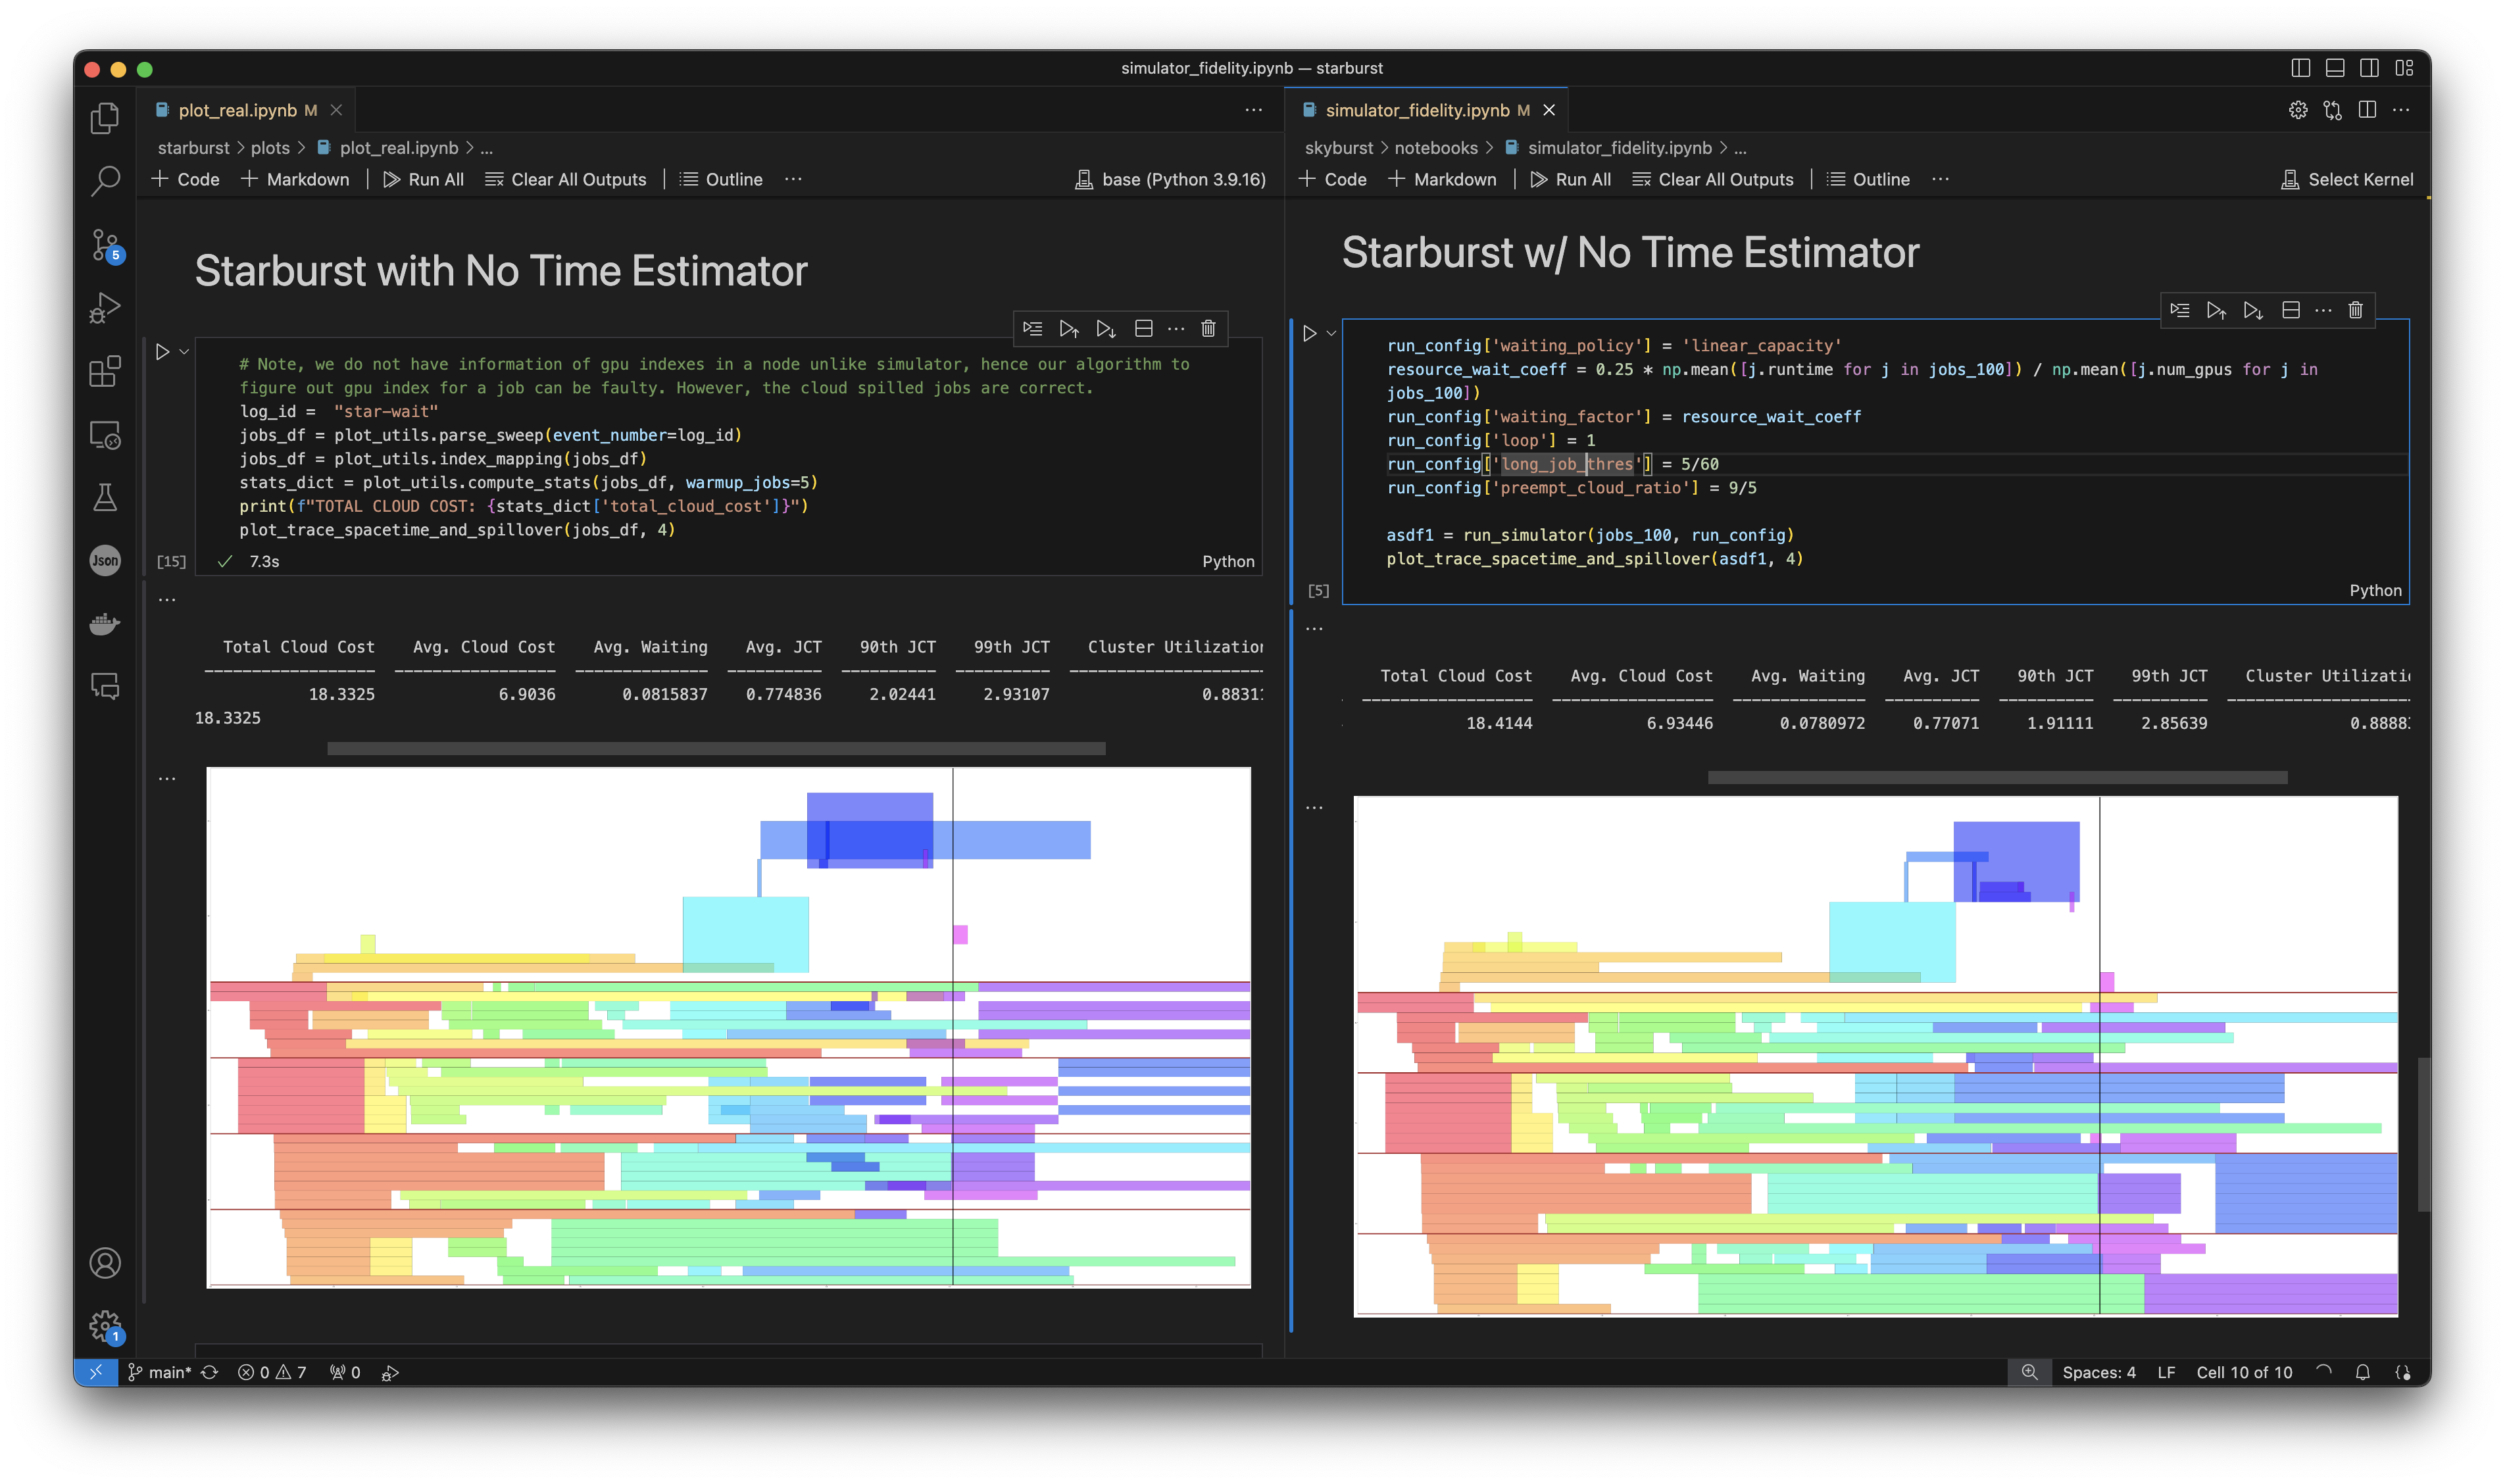 simulator_fidelity.ipynb — starburst
plot_real.ipynb M
starburst > plots > plot_real.ipynb > ...
+ Code + Markdown Run All Clear All Outputs Outline ...
base (Python 3.9.16)
Starburst with No Time Estimator
# Note, we do not have information of gpu indexes in a node unlike simulator, hence our algorithm to
figure out gpu index for a job can be faulty. However, the cloud spilled jobs are correct.
log_id =  "star-wait"
jobs_df = plot_utils.parse_sweep(event_number=log_id)
jobs_df = plot_utils.index_mapping(jobs_df)
stats_dict = plot_utils.compute_stats(jobs_df, warmup_jobs=5)
print(f"TOTAL CLOUD COST: {stats_dict['total_cloud_cost']}")
plot_trace_spacetime_and_spillover(jobs_df, 4)
[15] 7.3s Python
Total Cloud Cost Avg. Cloud Cost Avg. Waiting Avg. JCT 90th JCT 99th JCT Cluster Utilization
18.3325 6.9036 0.0815837 0.774836 2.02441 2.93107 0.8831
18.3325
simulator_fidelity.ipynb M
skyburst > notebooks > simulator_fidelity.ipynb > ...
+ Code + Markdown Run All Clear All Outputs Outline ...
Select Kernel
Starburst w/ No Time Estimator
run_config['waiting_policy'] = 'linear_capacity'
resource_wait_coeff = 0.25 * np.mean([j.runtime for j in jobs_100]) / np.mean([j.num_gpus for j in
jobs_100])
run_config['waiting_factor'] = resource_wait_coeff
run_config['loop'] = 1
run_config['long_job_thres'] = 5/60
run_config['preempt_cloud_ratio'] = 9/5
asdf1 = run_simulator(jobs_100, run_config)
plot_trace_spacetime_and_spillover(asdf1, 4)
[5] Python
Total Cloud Cost Avg. Cloud Cost Avg. Waiting Avg. JCT 90th JCT 99th JCT Cluster Utilizati
18.4144 6.93446 0.0780972 0.77071 1.91111 2.85639 0.8888
5
Json
1
main* 0 7 0
Spaces: 4 LF Cell 10 of 10